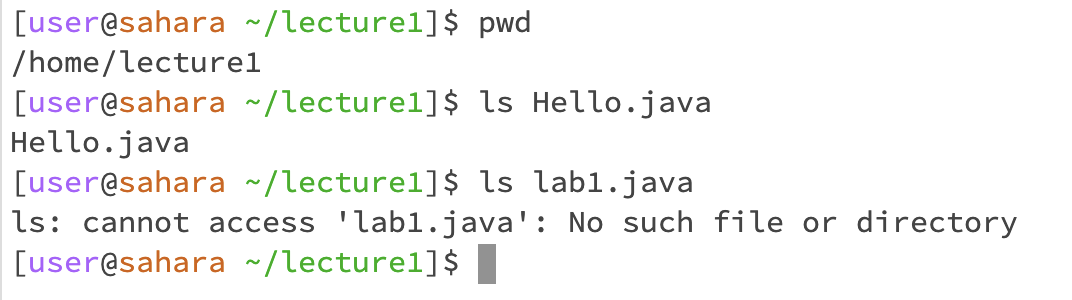 [user@sahara ~/lecture1]$ pwd
/home/lecture1
[user@sahara ~/lecture1]$ ls Hello.java
Hello.java
[user@sahara ~/lecture1]$ ls lab1.java
ls: cannot access 'lab1.java': No such file or directory
[user@sahara ~/lecture1]$